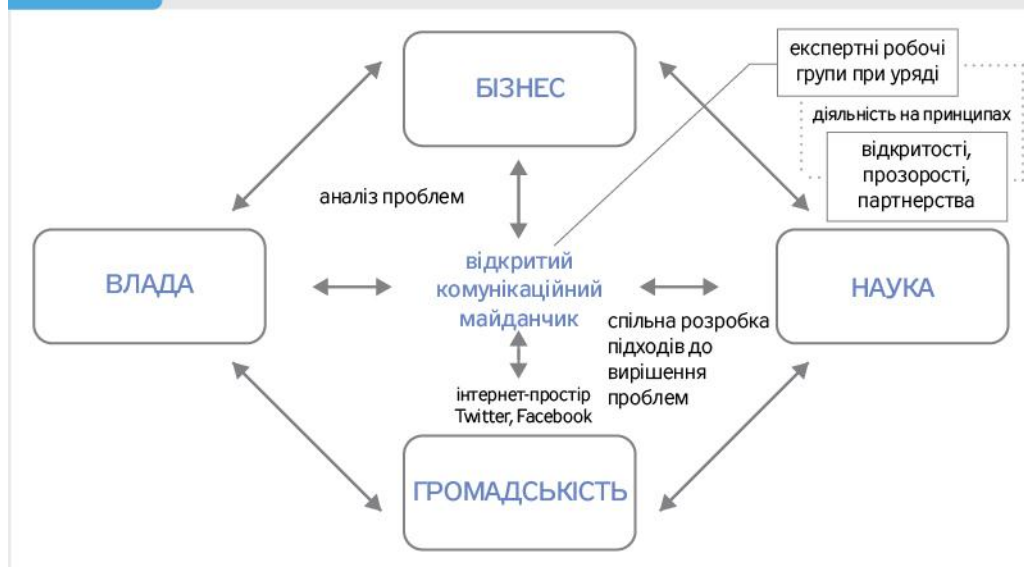 БІЗНЕС
експертні робочі
групи при уряді
діяльність на принципах
відкритості,
прозорості,
партнерства
аналіз проблем
ВЛАДА
відкритий
комунікаційний
майданчик
НАУКА
спільна розробка
підходів до
вирішення
проблем
інтернет-простір
Twitter, Facebook
ГРОМАДСЬКІСТЬ